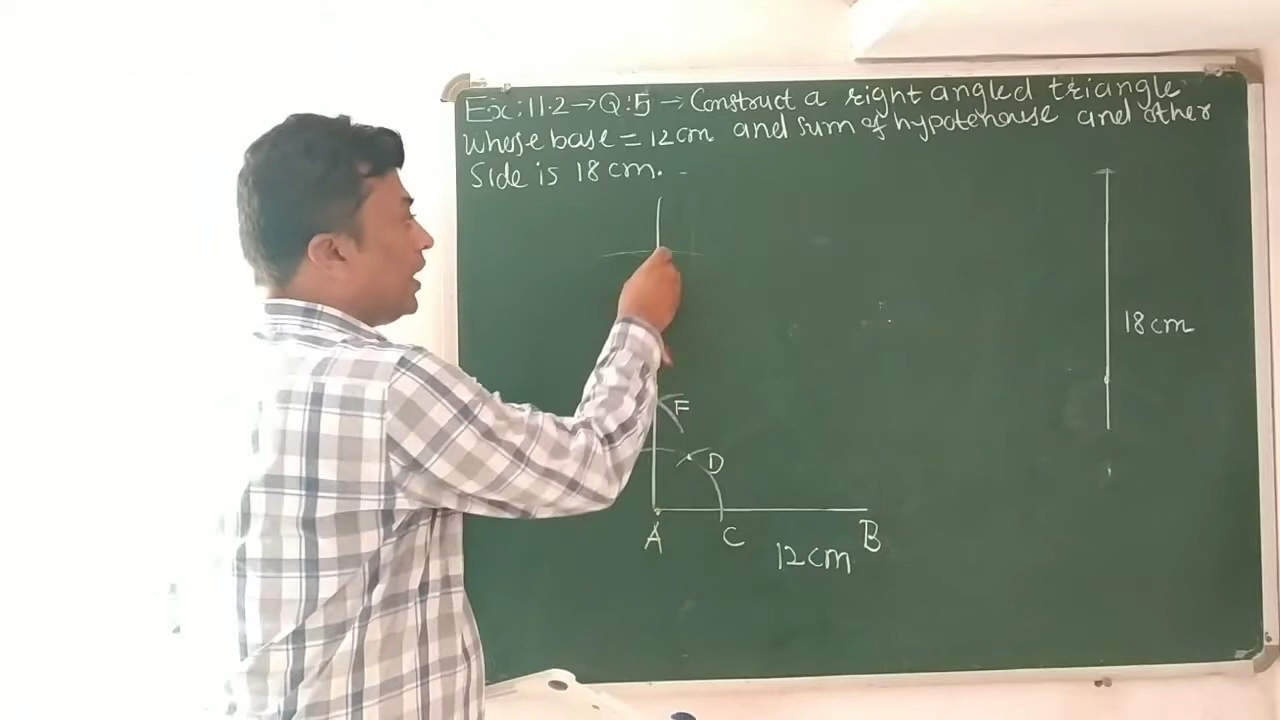 Ex:11.2→Q:5→Construct a right angled triangle
whose base=12cm and sum of hypotenouse and other
Side is 18 cm.
18cm
F
D
A C B
12cm